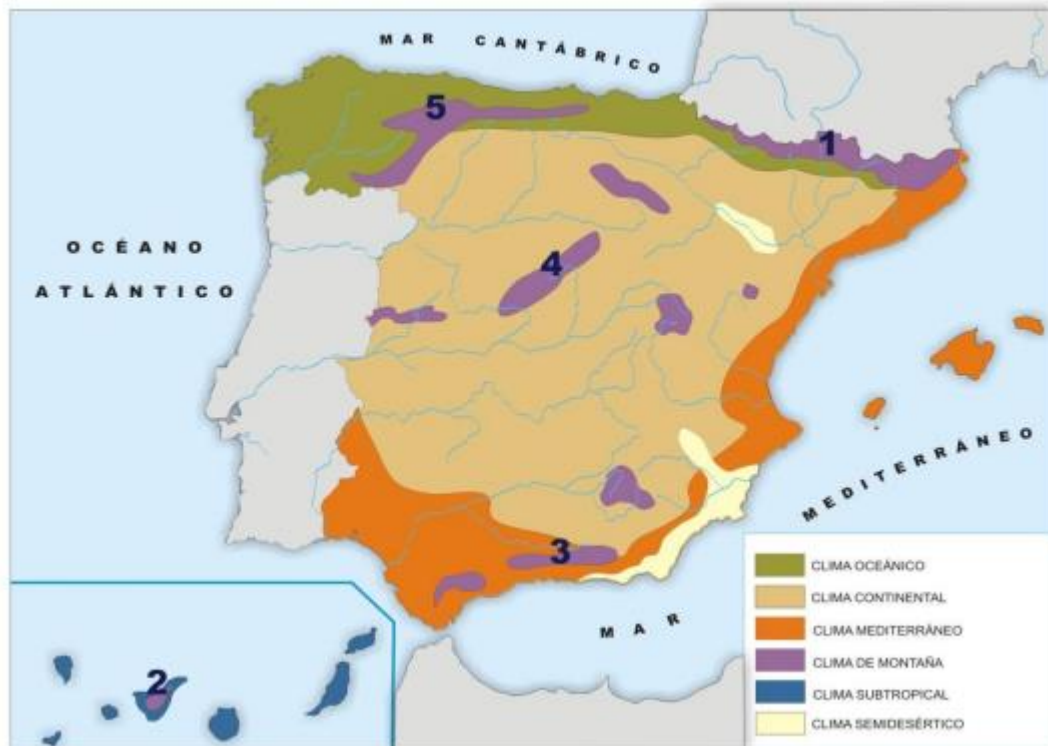 MAR CANTÁBRICO
5
1
OCÉANO
ATLÁNTICO
4
MEDITERRÁNEO
3
MAR
2
CLIMA OCEÁNICO
CLIMA CONTINENTAL
CLIMA MEDITERRÁNEO
CLIMA DE MONTAÑA
CLIMA SUBTROPICAL
CLIMA SEMIDESÉRTICO